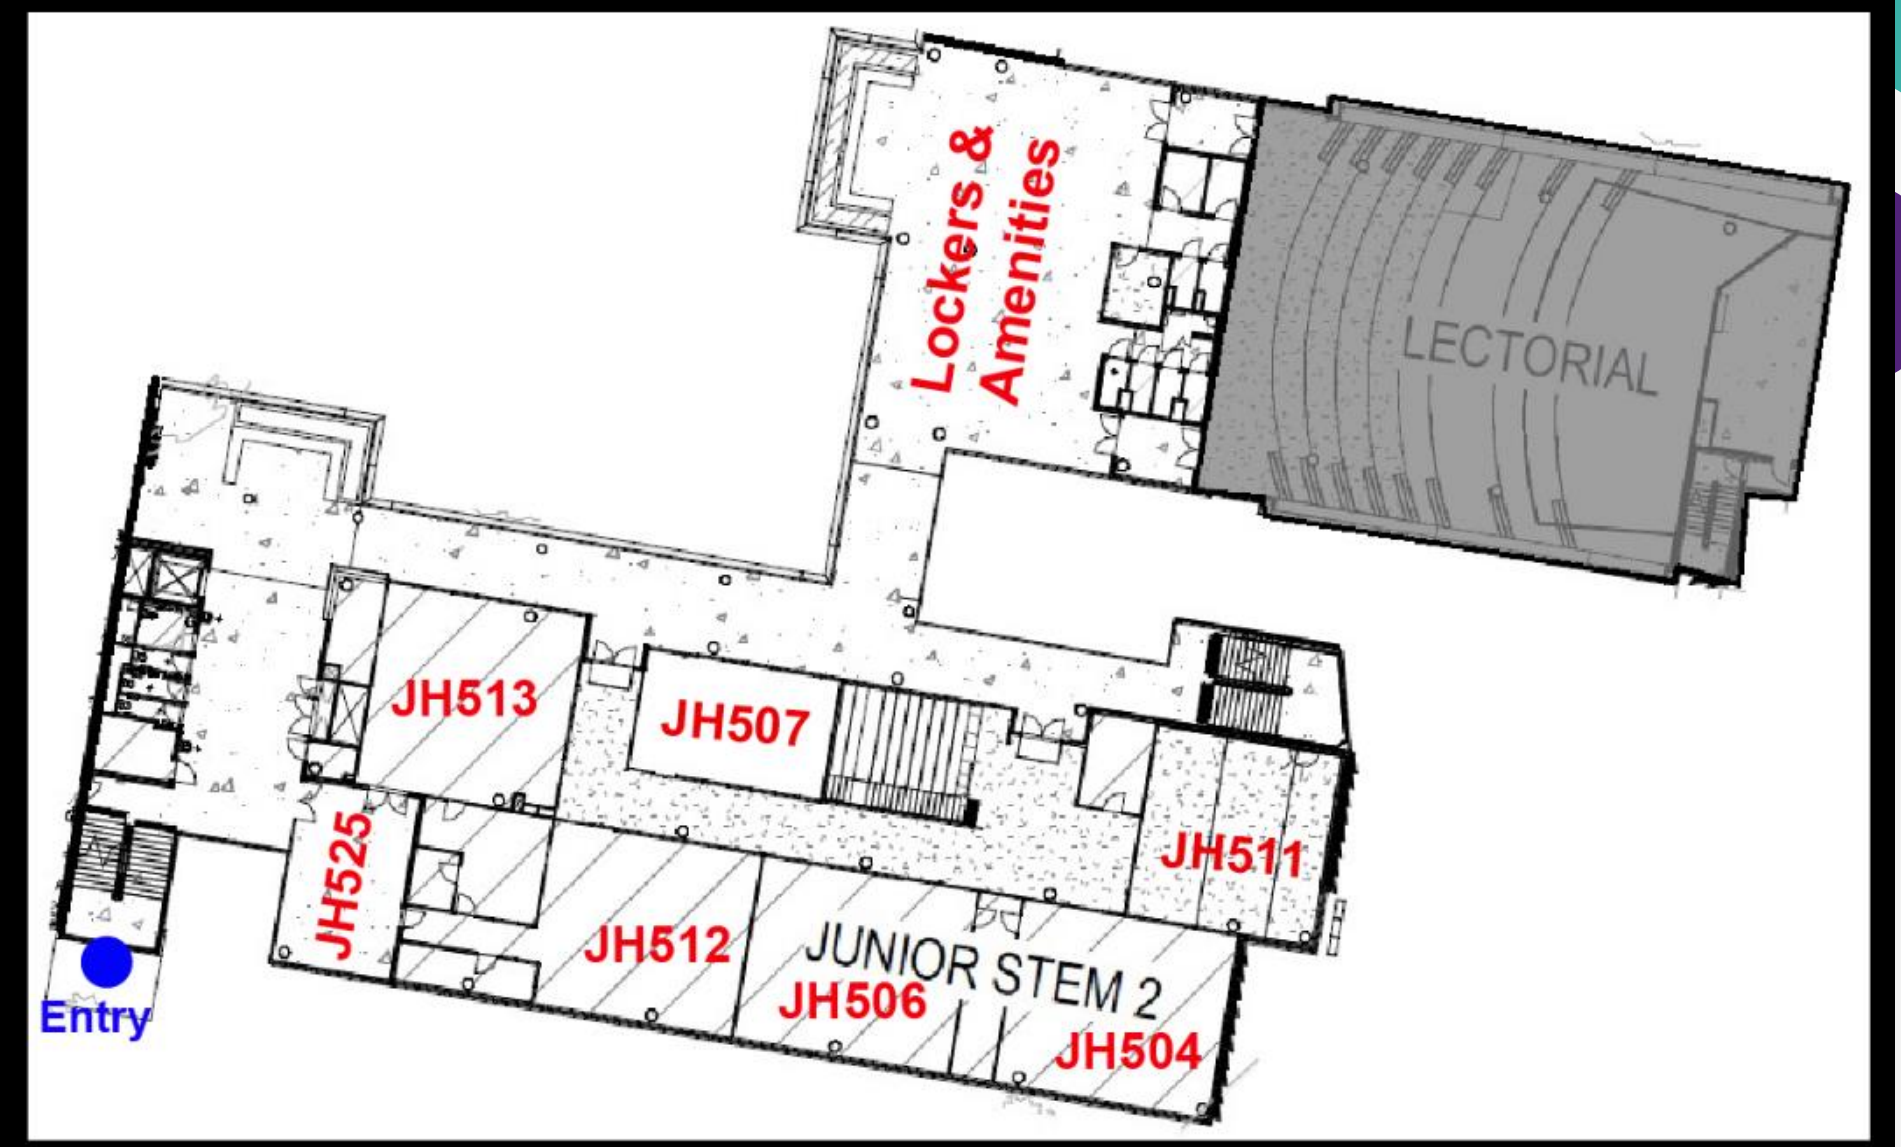 Lockers &
Amenities
LECTORIAL
JH513
JH507
JH511
JH525
JH512
JUNIOR STEM 2
JH506
JH504
Entry